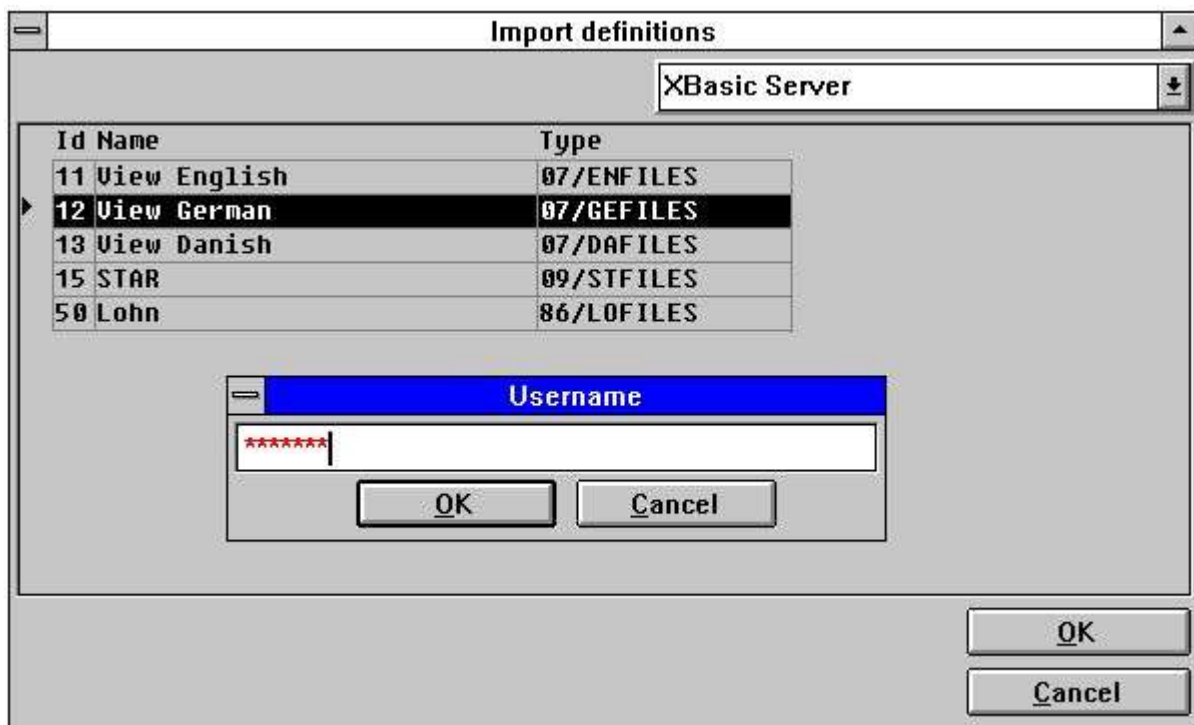 Import definitions
XBasic Server
Id Name Type
11 View English 07/ENFILES
12 View German 07/GEFILES
13 View Danish 07/DAFILES
15 STAR 09/STFILES
50 Lohn 86/LOFILES
Username
*******
OK Cancel
OK
Cancel